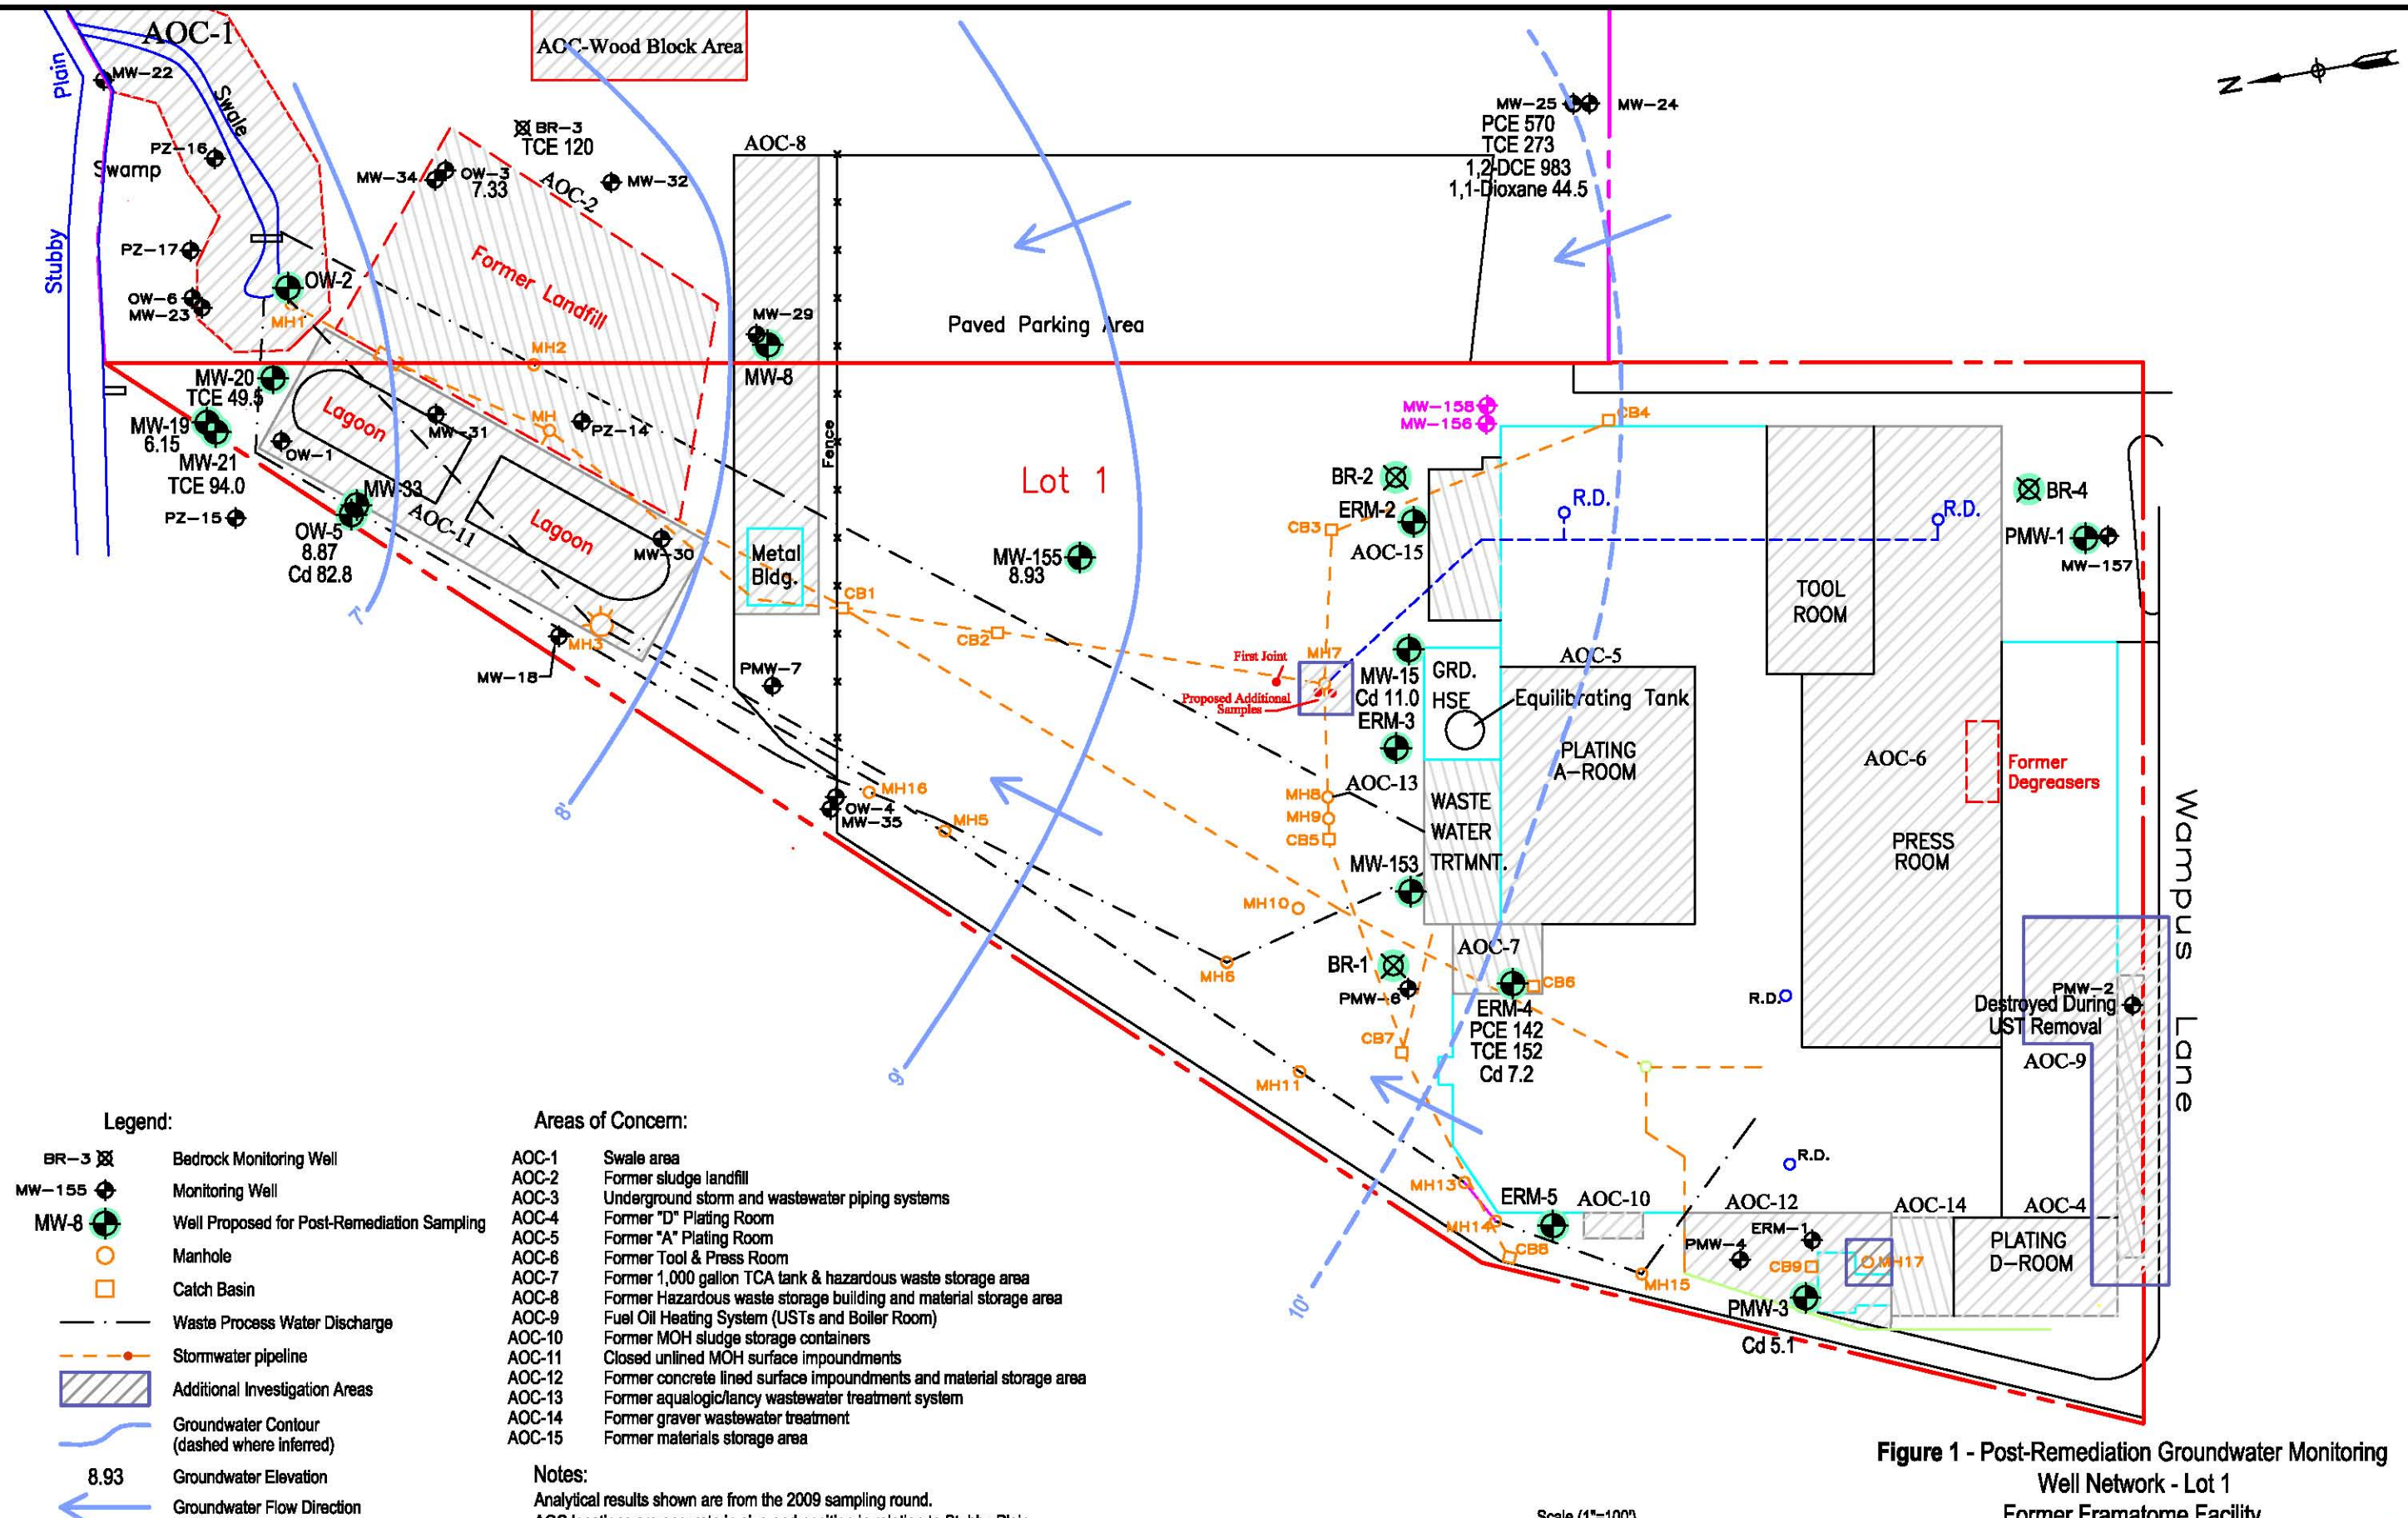 AOC-1
AOC-Wood Block Area
Plain
MW-22
Swale
PZ-16
Swamp
BR-3
TCE 120
MW-34
OW-3
7.33
AOC-2
MW-32
AOC-8
MW-25
MW-24
PCE 570
TCE 273
1,2-DCE 983
1,1-Dioxane 44.5
N
Stubby
PZ-17
OW-6
MW-23
OW-2
MH1
Former Landfill
MH2
MW-29
MW-8
Paved Parking Area
MW-20
TCE 49.5
MW-19
6.15
MW-21
TCE 94.0
PZ-15
Lagoon
MW-31
OW-1
MH
PZ-14
MW-33
OW-5
8.87
Cd 82.8
AOC-11
Lagoon
MW-30
Fence
Lot 1
Metal
Bldg.
MW-155
8.93
MW-158
MW-156
CB4
BR-2
ERM-2
CB3
AOC-15
R.D.
R.D.
BR-4
PMW-1
MW-157
TOOL
ROOM
7'
CB1
CB2
MH3
MW-18
PMW-7
First Joint
MH7
Proposed Additional
Samples
MW-15
Cd 11.0
ERM-3
GRD.
HSE
AOC-5
Equilibrating Tank
PLATING
A-ROOM
AOC-6
Former
Degreasers
PRESS
ROOM
8'
MH16
OW-4
MW-35
MH5
MH8
MH9
CB5
AOC-13
WASTE
WATER
TRTMNT.
MW-153
MH10
MH6
BR-1
PMW-6
AOC-7
CB6
ERM-4
PCE 142
TCE 152
Cd 7.2
CB7
R.D.
PMW-2
Destroyed During
UST Removal
AOC-9
Wampus Lane
9'
MH11
10'
MH13
MH14
CB8
ERM-5
AOC-10
MH15
R.D.
AOC-12
ERM-1
PMW-4
CB9
MH17
PMW-3
Cd 5.1
AOC-14
AOC-4
PLATING
D-ROOM
Legend:
BR-3 Bedrock Monitoring Well
MW-155 Monitoring Well
MW-8 Well Proposed for Post-Remediation Sampling
Manhole
Catch Basin
Waste Process Water Discharge
Stormwater pipeline
Additional Investigation Areas
Groundwater Contour
(dashed where inferred)
8.93 Groundwater Elevation
Groundwater Flow Direction
Areas of Concern:
AOC-1 Swale area
AOC-2 Former sludge landfill
AOC-3 Underground storm and wastewater piping systems
AOC-4 Former "D" Plating Room
AOC-5 Former "A" Plating Room
AOC-6 Former Tool & Press Room
AOC-7 Former 1,000 gallon TCA tank & hazardous waste storage area
AOC-8 Former Hazardous waste storage building and material storage area
AOC-9 Fuel Oil Heating System (USTs and Boiler Room)
AOC-10 Former MOH sludge storage containers
AOC-11 Closed unlined MOH surface impoundments
AOC-12 Former concrete lined surface impoundments and material storage area
AOC-13 Former aqualogic/lancy wastewater treatment system
AOC-14 Former graver wastewater treatment
AOC-15 Former materials storage area
Notes:
Analytical results shown are from the 2009 sampling round.
AOC locations are accurate in size and position in relation to Stubby Plain
Scale (1"=100')
Figure 1 - Post-Remediation Groundwater Monitoring
Well Network - Lot 1
Former Framatome Facility